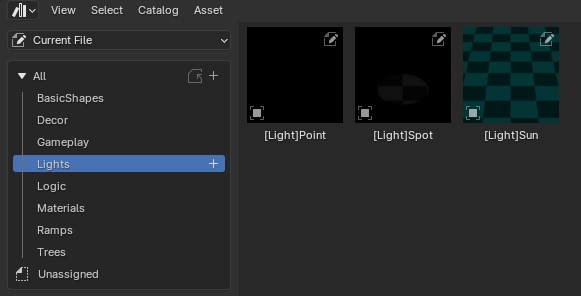 View Select Catalog Asset
Current File
All
BasicShapes
Decor
Gameplay
Lights
Logic
Materials
Ramps
Trees
Unassigned
[Light]Point [Light]Spot [Light]Sun